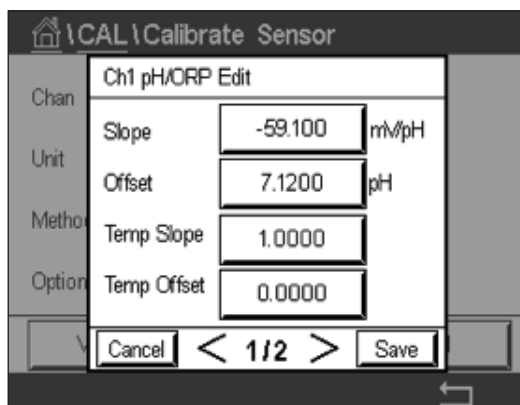 \CAL\Calibrate Sensor
Ch1 pH/ORP Edit
Chan
Slope -59.100 mV/pH
Unit
Offset 7.1200 pH
Temp Slope 1.0000
Option
Temp Offset 0.0000
Cancel < 1/2 > Save